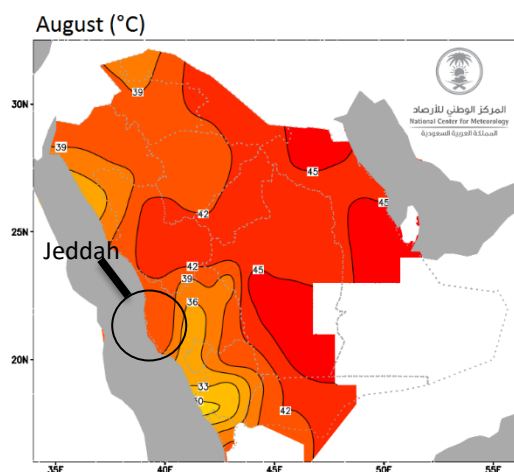 August (°C)
المركز الوطني للأرصاد
National Center for Meteorology
المملكة العربية السعودية
30N
25N
20N
35E
40E
45E
50E
55E
Jeddah
39
39
45
45
42
42
39
45
36
33
30
42